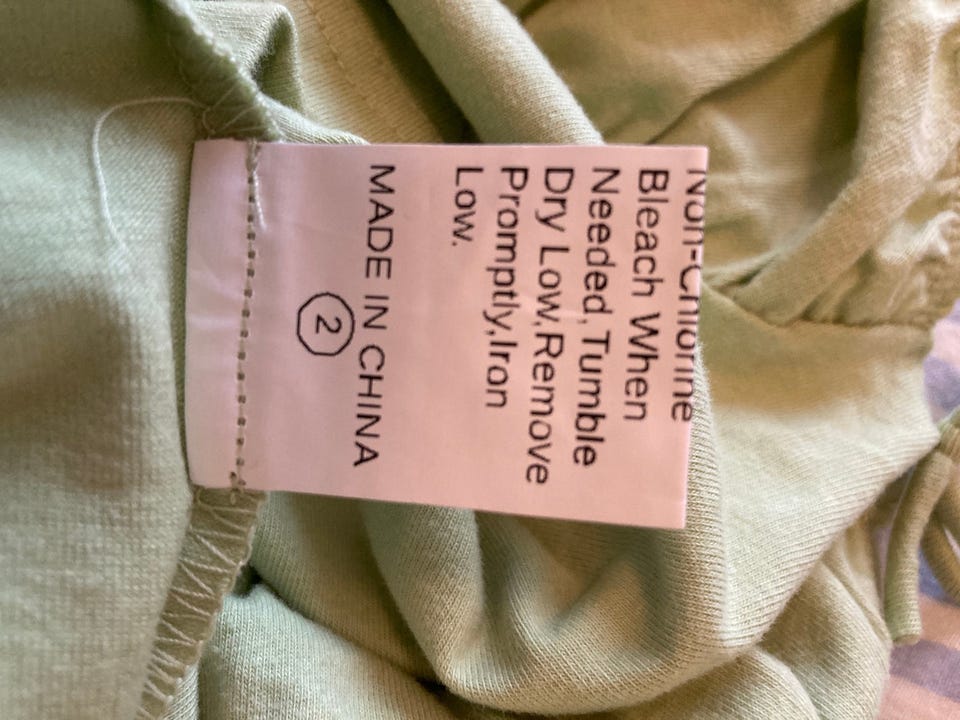 Non-Chlorine
Bleach When
Needed, Tumble
Dry Low,Remove
Promptly,Iron
Low.
MADE IN CHINA
2